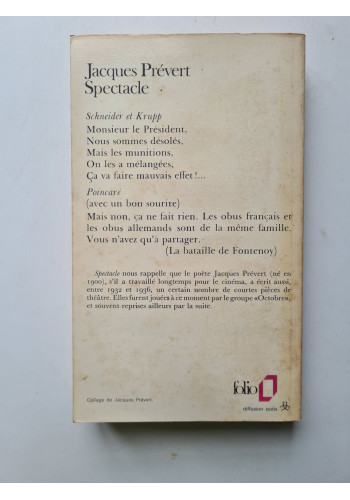 Jacques Prévert
Spectacle
Schneider et Krupp
Monsieur le Président,
Nous sommes désolés,
Mais les munitions,
On les a mélangées,
Ça va faire mauvais effet !...
Poincaré
(avec un bon sourire)
Mais non, ça ne fait rien. Les obus français et
les obus allemands sont de la même famille.
Vous n'avez qu'à partager.
(La bataille de Fontenoy)
Spectacle nous rappelle que le poète Jacques Prévert (né en
1900), s'il a travaillé longtemps pour le cinéma, a écrit aussi,
entre 1932 et 1936, un certain nombre de courtes pièces de
théâtre. Elles furent jouées à ce moment par le groupe «Octobre»,
et souvent reprises ailleurs par la suite.
folio
Collage de Jacques Prévert.
diffusion sodis